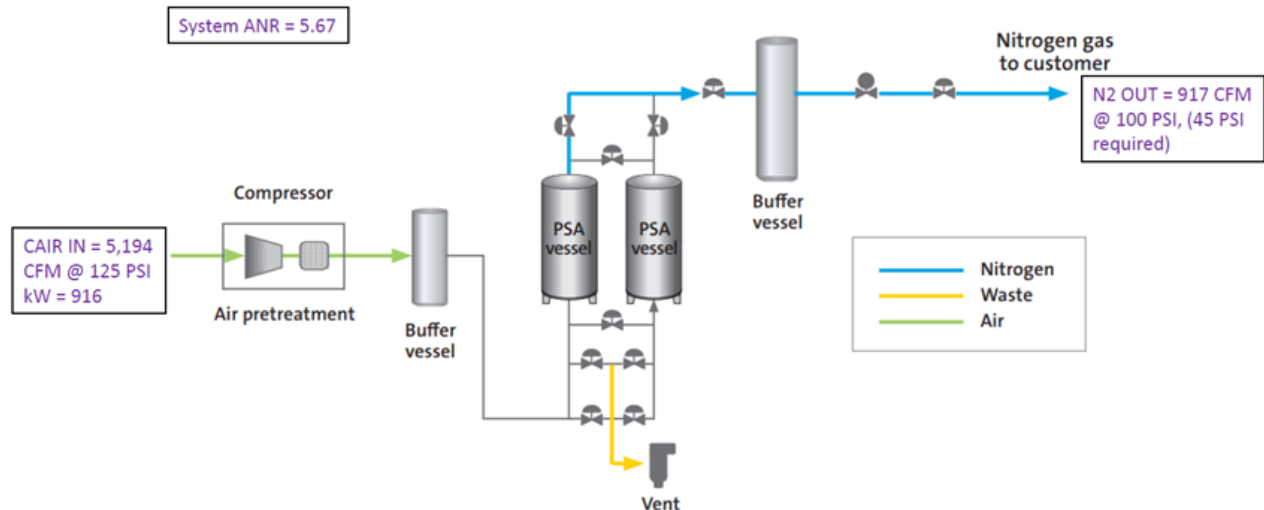 System ANR = 5.67
Nitrogen gas
to customer
N2 OUT = 917 CFM
@ 100 PSI, (45 PSI
required)
Compressor
PSA
vessel
PSA
vessel
Buffer
vessel
CAIR IN = 5,194
CFM @ 125 PSI
kW = 916
Air pretreatment
Buffer
vessel
Nitrogen
Waste
Air
Vent